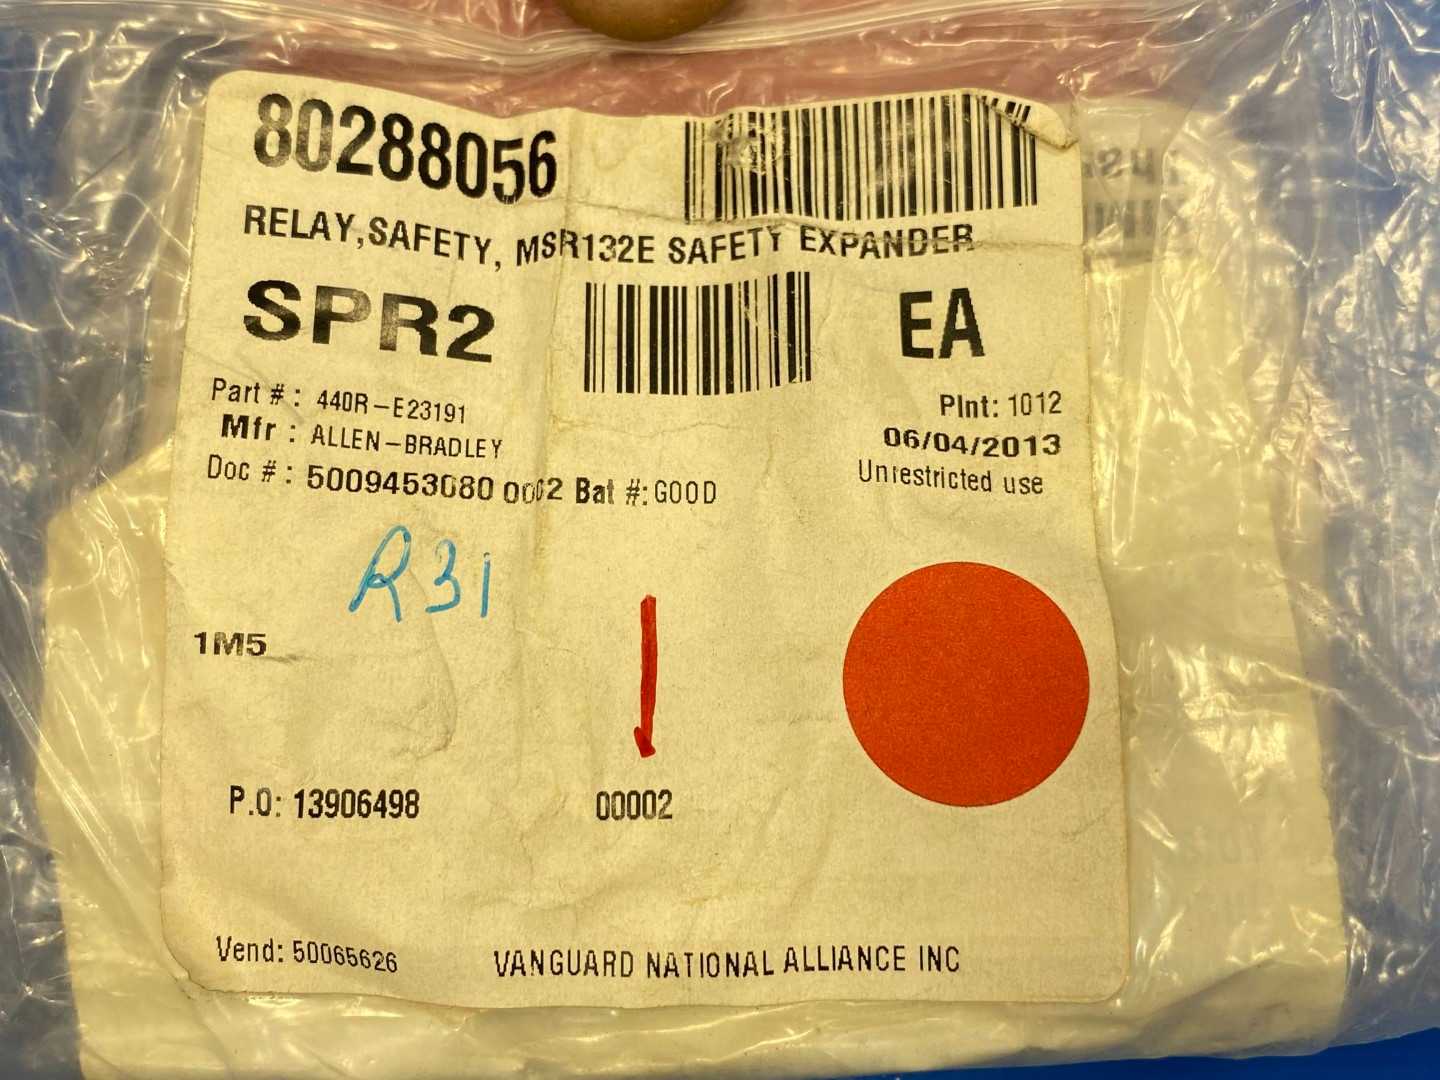 80288056
RELAY,SAFETY, MSR132E SAFETY EXPANDER
SPR2
EA
Part # : 440R-E23191
Plnt: 1012
Mfr : ALLEN-BRADLEY
06/04/2013
Doc # : 5009453080 0002 Bat #:GOOD
Unrestricted use
R31
1M5
P.O: 13906498
00002
Vend: 50065626
VANGUARD NATIONAL ALLIANCE INC